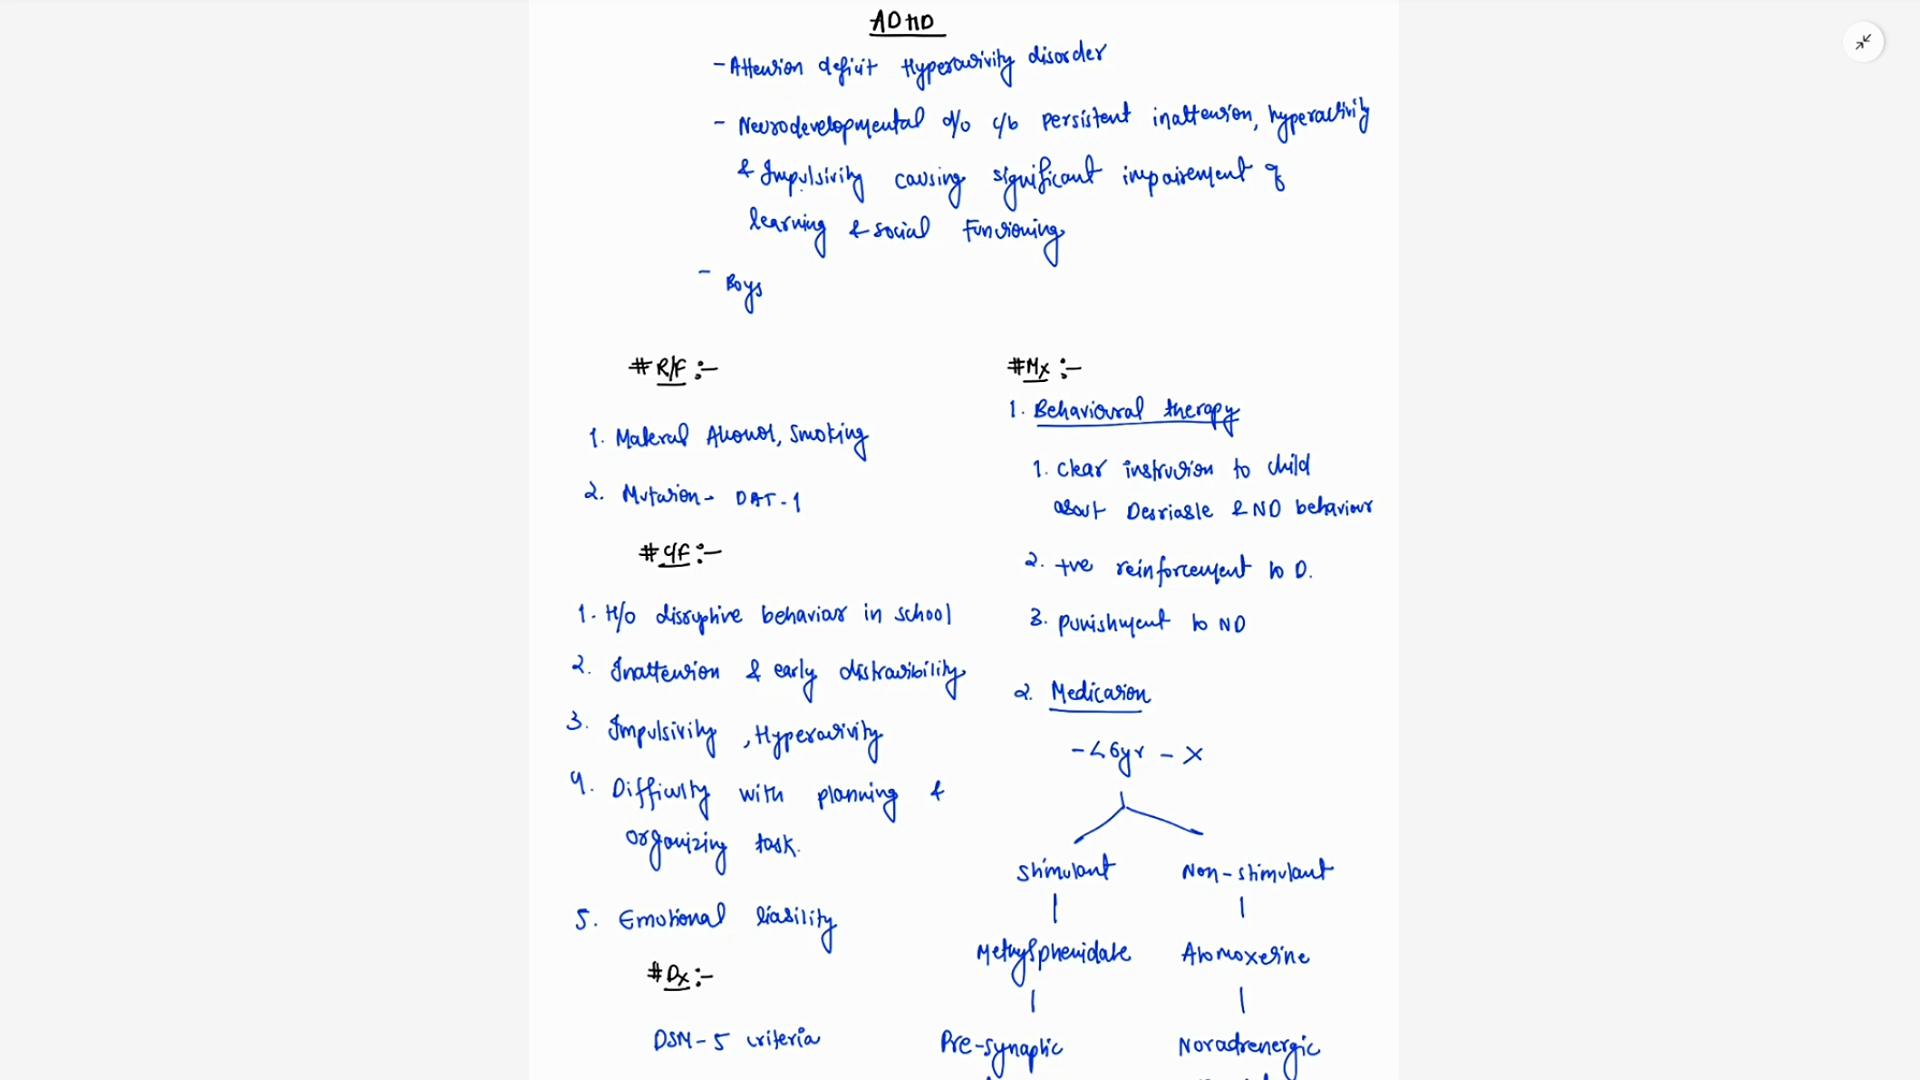 ADHD
- Attention deficit Hyperactivity disorder
- Neurodevelopmental d/o c/b persistent inattention, hyperactivity
& Impulsivity causing significant impairement of
learning & social Functioning
- Boys
# R/F :-
1. Maternal Alcohol, Smoking
2. Mutation - DAT-1
# C/F :-
1. H/o disruptive behavior in school
2. Inattention & early distractibility
3. Impulsivity, Hyperactivity
4. Difficulty with planning &
organizing task.
5. Emotional liability
# Dx :-
DSM-5 criteria
# Mx :-
1. Behavioural therapy
1. Clear instruction to child
about Desriable & ND behaviour
2. +ve reinforcement to D.
3. punishment to ND
2. Medication
- <6yr - X
Stimulant Non-stimulant
Methylphenidate Atomoxetine
Pre-synaptic Noradrenergic